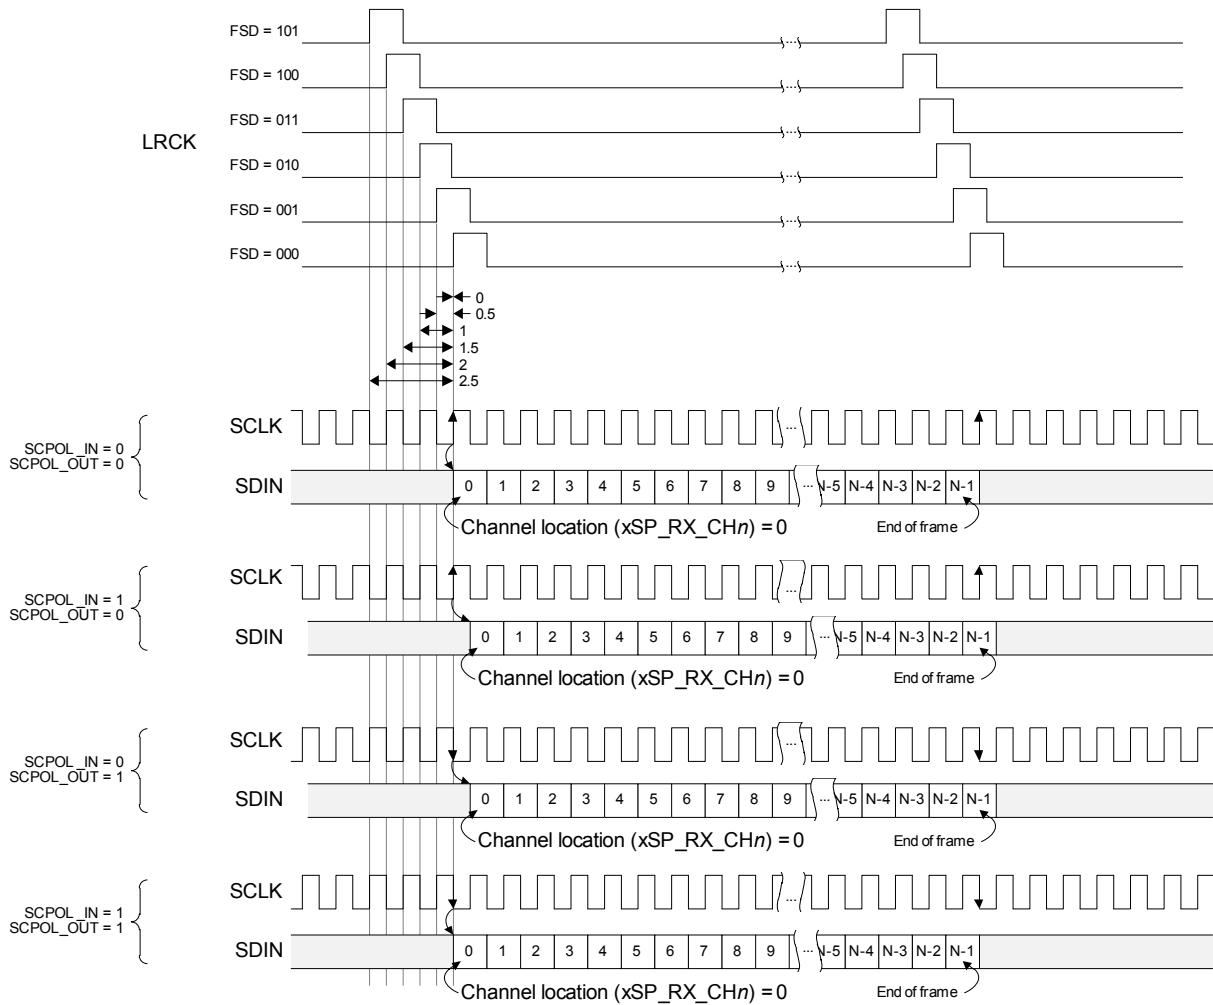 FSD = 101
...
FSD = 100
...
FSD = 011
...
LRCK
FSD = 010
...
FSD = 001
...
FSD = 000
...
0
0.5
1
1.5
2
2.5
SCPOL_IN = 0
SCPOL_OUT = 0
SCLK
...
SDIN
0 1 2 3 4 5 6 7 8 9 ... N-5 N-4 N-3 N-2 N-1
Channel location (xSP_RX_CHn) = 0
End of frame
SCPOL_IN = 1
SCPOL_OUT = 0
SCLK
...
SDIN
0 1 2 3 4 5 6 7 8 9 ... N-5 N-4 N-3 N-2 N-1
Channel location (xSP_RX_CHn) = 0
End of frame
SCPOL_IN = 0
SCPOL_OUT = 1
SCLK
...
SDIN
0 1 2 3 4 5 6 7 8 9 ... N-5 N-4 N-3 N-2 N-1
Channel location (xSP_RX_CHn) = 0
End of frame
SCPOL_IN = 1
SCPOL_OUT = 1
SCLK
...
SDIN
0 1 2 3 4 5 6 7 8 9 ... N-5 N-4 N-3 N-2 N-1
Channel location (xSP_RX_CHn) = 0
End of frame